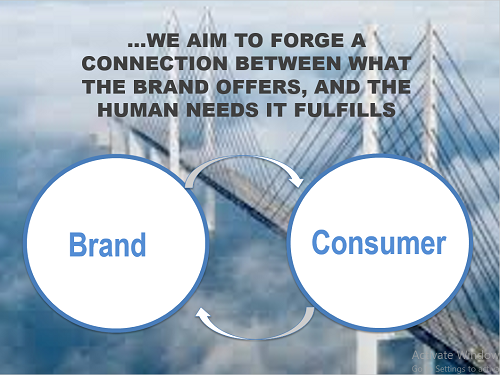 ...WE AIM TO FORGE A
CONNECTION BETWEEN WHAT
THE BRAND OFFERS, AND THE
HUMAN NEEDS IT FULFILLS
Brand
Consumer
Activate Window
Go to Settings to acti